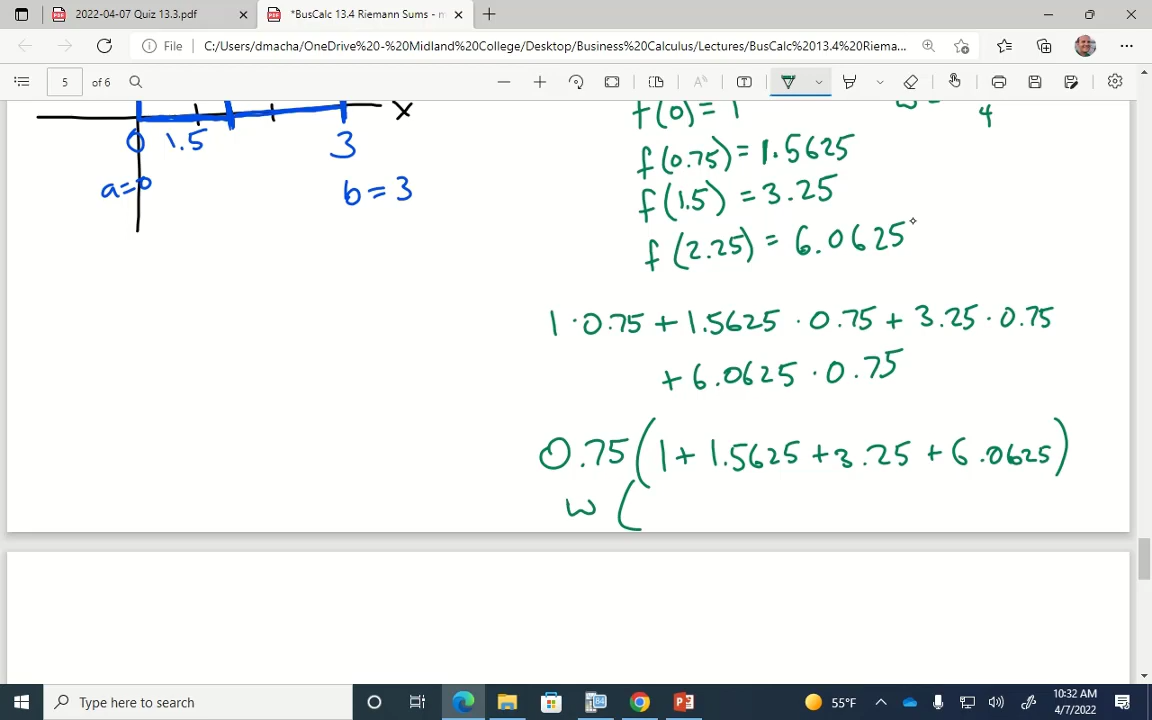 2022-04-07 Quiz 13.3.pdf
*BusCalc 13.4 Riemann Sums - m
File
C:/Users/dmacha/OneDrive%20-%20Midland%20College/Desktop/Business%20Calculus/Lectures/BusCalc%2013.4%20Riema...
5 of 6
f(0) = 1
4
x
0 1.5 3
f(0.75) = 1.5625
a=0
b = 3
f(1.5) = 3.25
f(2.25) = 6.0625
1 · 0.75 + 1.5625 · 0.75 + 3.25 · 0.75
+ 6.0625 · 0.75
0.75 (1 + 1.5625 + 3.25 + 6.0625)
w (
Type here to search
55°F
10:32 AM
4/7/2022